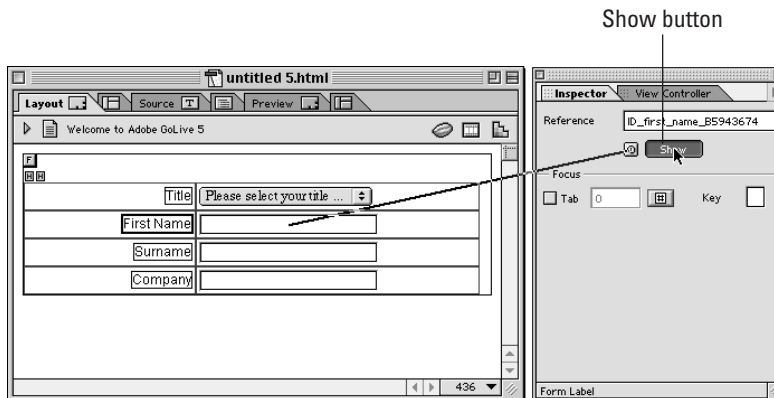 Show button
untitled 5.html
Layout Source T Preview
Inspector View Controller
Welcome to Adobe GoLive 5
Reference ID_first_name_B5943674
Show
F
H H
Focus
Tab 0 Key
Title Please select your title ...
First Name
Surname
Company
436
Form Label